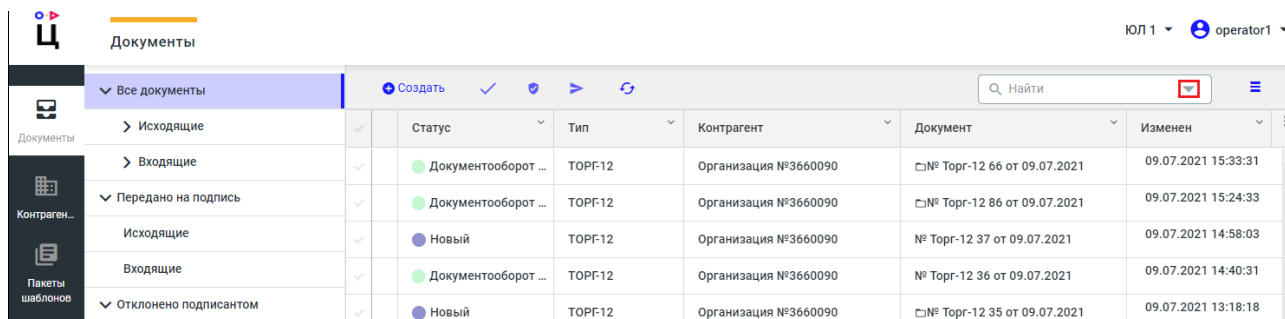 Ц
Документы
ЮЛ 1 operator1
Все документы
Создать
Найти
Документы
Исходящие
Входящие
Передано на подпись
Исходящие
Входящие
Отклонено подписантом
Контраген...
Пакеты
шаблонов
Статус Тип Контрагент Документ Изменен
Документооборот ... ТОРГ-12 Организация №3660090 № Торг-12 66 от 09.07.2021 09.07.2021 15:33:31
Документооборот ... ТОРГ-12 Организация №3660090 № Торг-12 86 от 09.07.2021 09.07.2021 15:24:33
Новый ТОРГ-12 Организация №3660090 № Торг-12 37 от 09.07.2021 09.07.2021 14:58:03
Документооборот ... ТОРГ-12 Организация №3660090 № Торг-12 36 от 09.07.2021 09.07.2021 14:40:31
Новый ТОРГ-12 Организация №3660090 № Торг-12 35 от 09.07.2021 09.07.2021 13:18:18